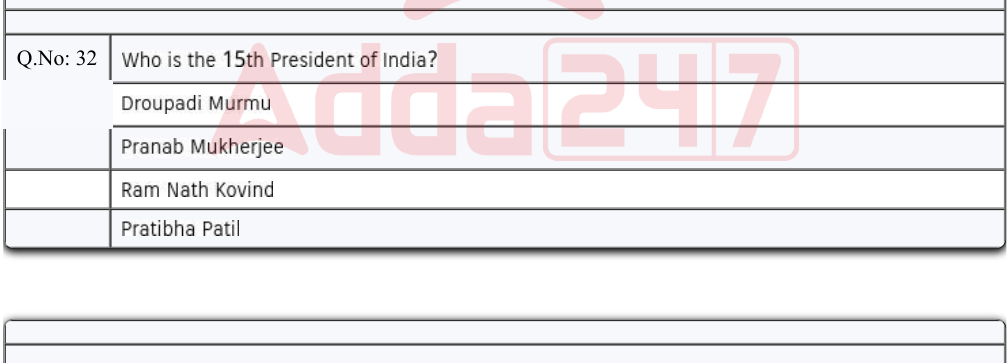 Q.No: 32 Who is the 15th President of India?
Droupadi Murmu
Pranab Mukherjee
Ram Nath Kovind
Pratibha Patil
Adda247